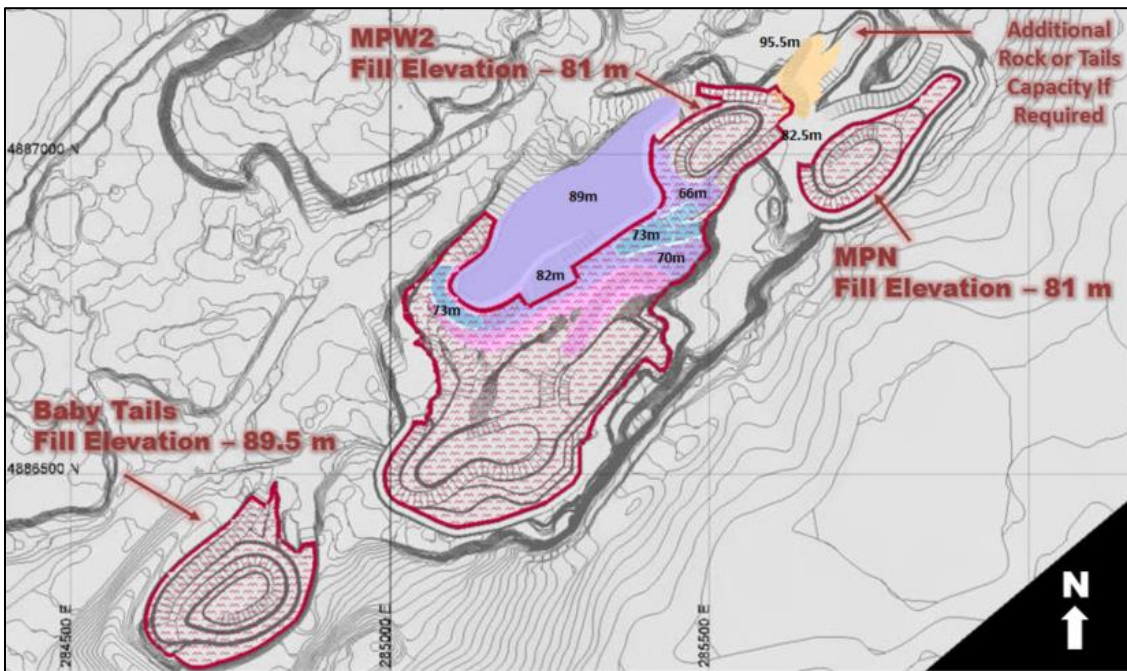 MPW2
Fill Elevation – 81 m
95.5m
Additional
Rock or Tails
Capacity If
Required
4887000 N
82.5m
89m
66m
73m
70m
82m
73m
MPN
Fill Elevation – 81 m
Baby Tails
Fill Elevation – 89.5 m
4886500 N
284500 E
285000 E
285500 E
N